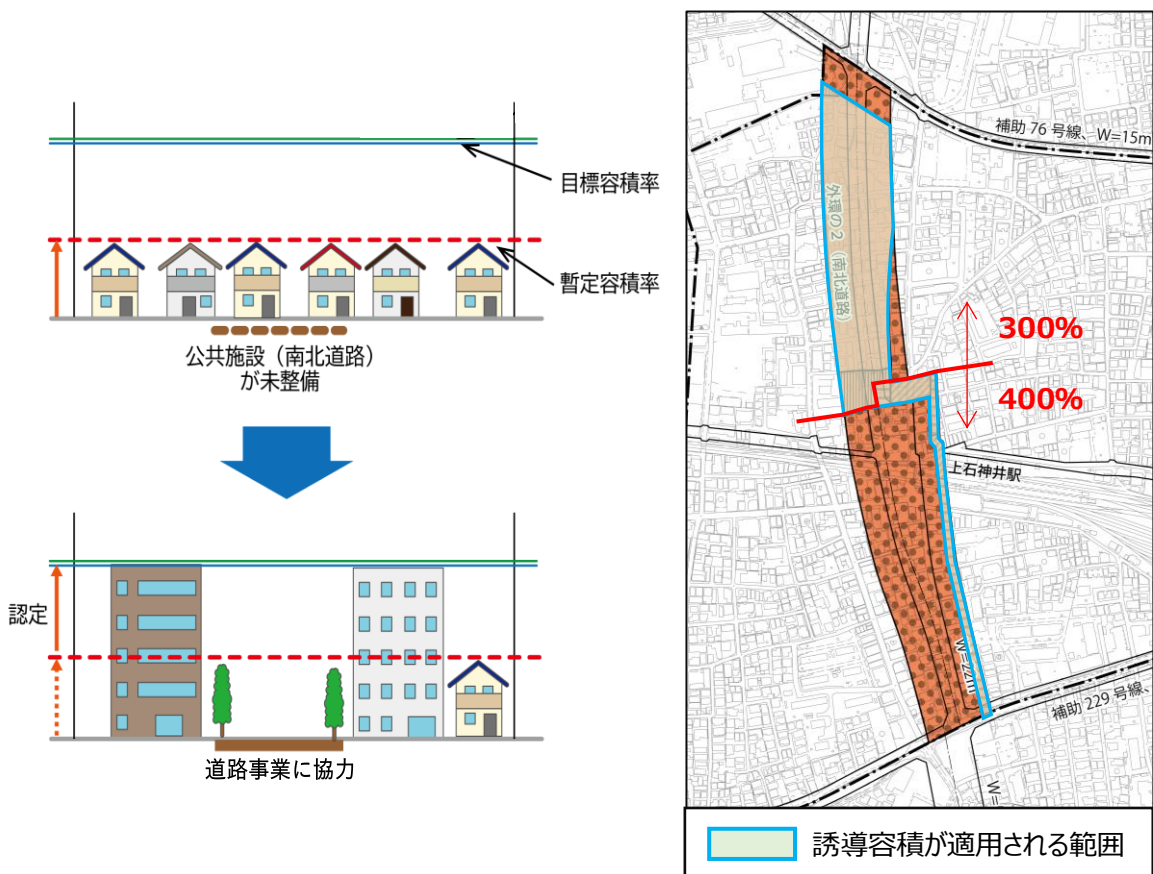 目標容積率
暫定容積率
公共施設（南北道路）
が未整備
認定
道路事業に協力
補助 76 号線、W=15m
外環の２（南北道路）
300%
400%
上石神井駅
W=22m
補助 229 号線、
W=
誘導容積が適用される範囲